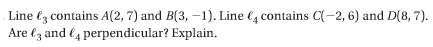 Line ℓ₃ contains A(2, 7) and B(3, −1). Line ℓ₄ contains C(−2, 6) and D(8, 7).
Are ℓ₃ and ℓ₄ perpendicular? Explain.